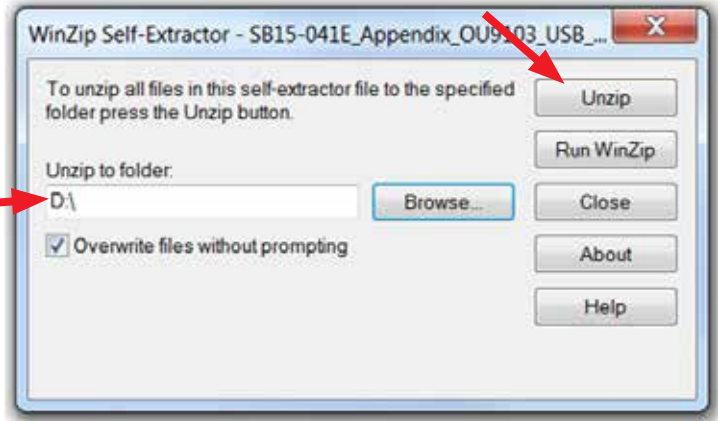 WinZip Self-Extractor - SB15-041E_Appendix_OU9103_USB_...
To unzip all files in this self-extractor file to the specified
folder press the Unzip button.
Unzip to folder:
D:\
Browse...
Overwrite files without prompting
Unzip
Run WinZip
Close
About
Help